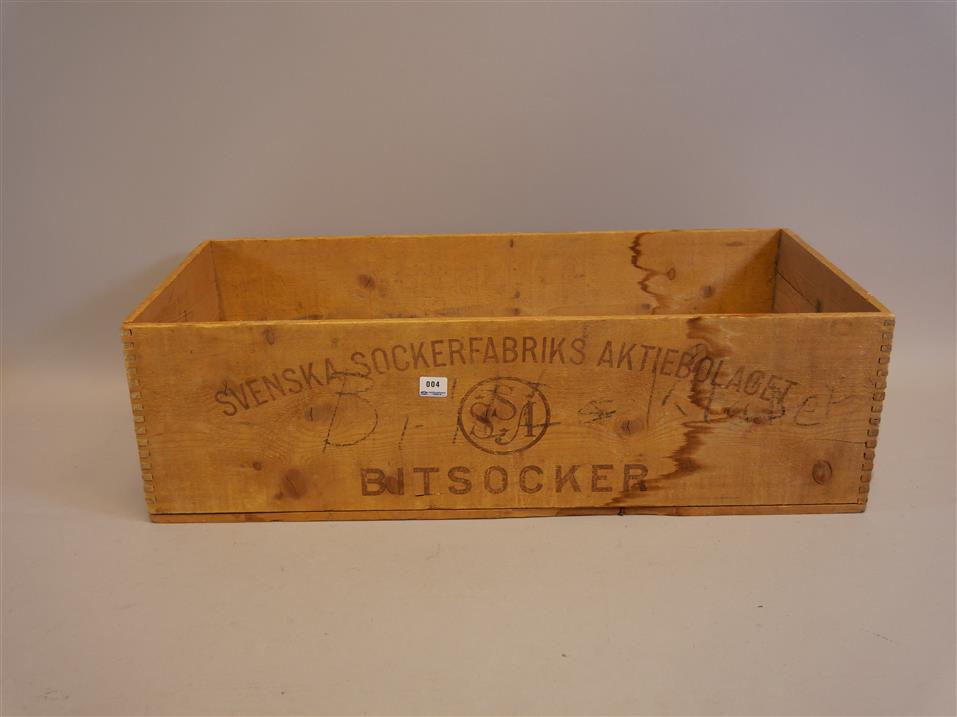 SVENSKA SOCKERFABRIKS AKTIEBOLAGET
004
SSA
BITSOCKER